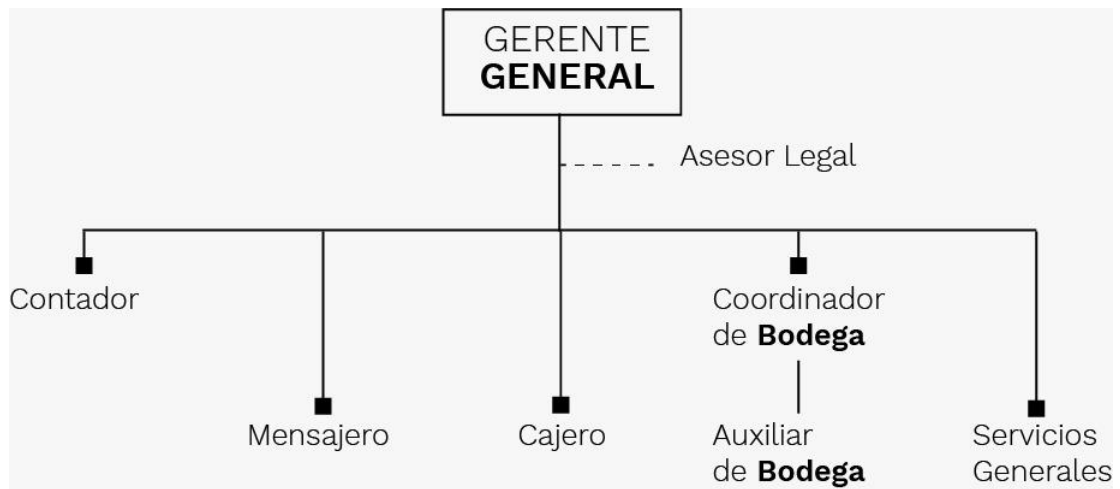 GERENTE
GENERAL
Asesor Legal
Contador
Coordinador
de Bodega
Mensajero
Cajero
Auxiliar
de Bodega
Servicios
Generales